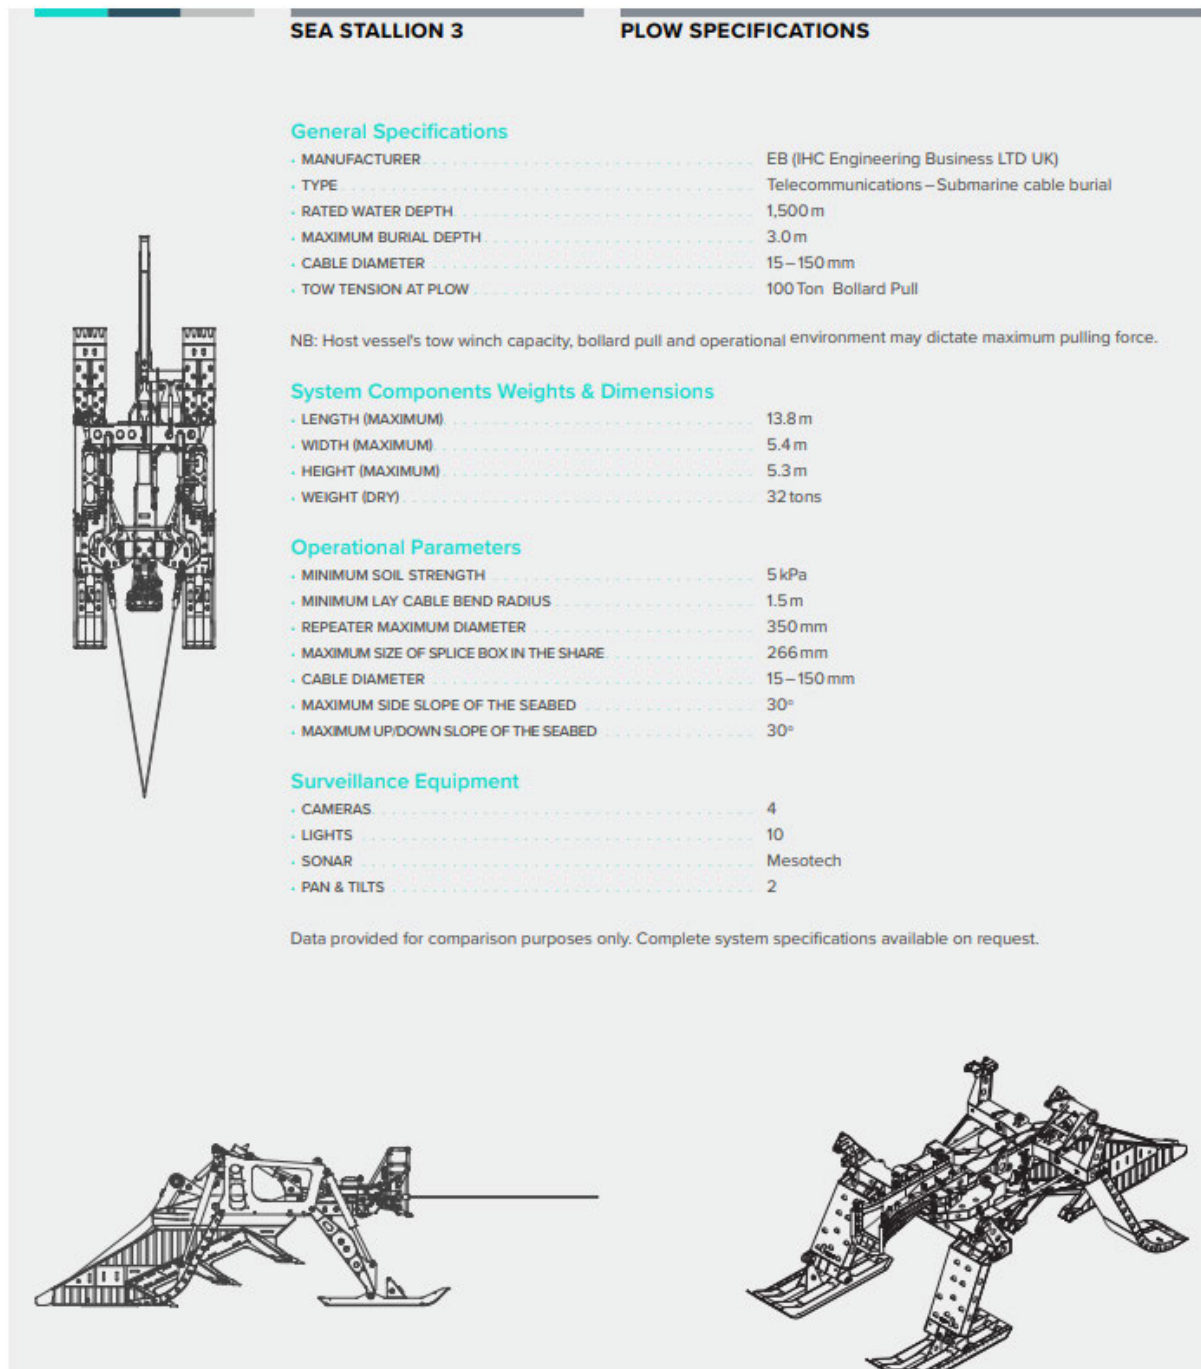 SEA STALLION 3 PLOW SPECIFICATIONS
General Specifications
• MANUFACTURER EB (IHC Engineering Business LTD UK)
• TYPE Telecommunications – Submarine cable burial
• RATED WATER DEPTH 1,500 m
• MAXIMUM BURIAL DEPTH 3.0 m
• CABLE DIAMETER 15 – 150 mm
• TOW TENSION AT PLOW 100 Ton Bollard Pull
NB: Host vessel's tow winch capacity, bollard pull and operational environment may dictate maximum pulling force.
System Components Weights & Dimensions
• LENGTH (MAXIMUM) 13.8 m
• WIDTH (MAXIMUM) 5.4 m
• HEIGHT (MAXIMUM) 5.3 m
• WEIGHT (DRY) 32 tons
Operational Parameters
• MINIMUM SOIL STRENGTH 5 kPa
• MINIMUM LAY CABLE BEND RADIUS 1.5 m
• REPEATER MAXIMUM DIAMETER 350 mm
• MAXIMUM SIZE OF SPLICE BOX IN THE SHARE 266 mm
• CABLE DIAMETER 15 – 150 mm
• MAXIMUM SIDE SLOPE OF THE SEABED 30°
• MAXIMUM UP/DOWN SLOPE OF THE SEABED 30°
Surveillance Equipment
• CAMERAS 4
• LIGHTS 10
• SONAR Mesotech
• PAN & TILTS 2
Data provided for comparison purposes only. Complete system specifications available on request.